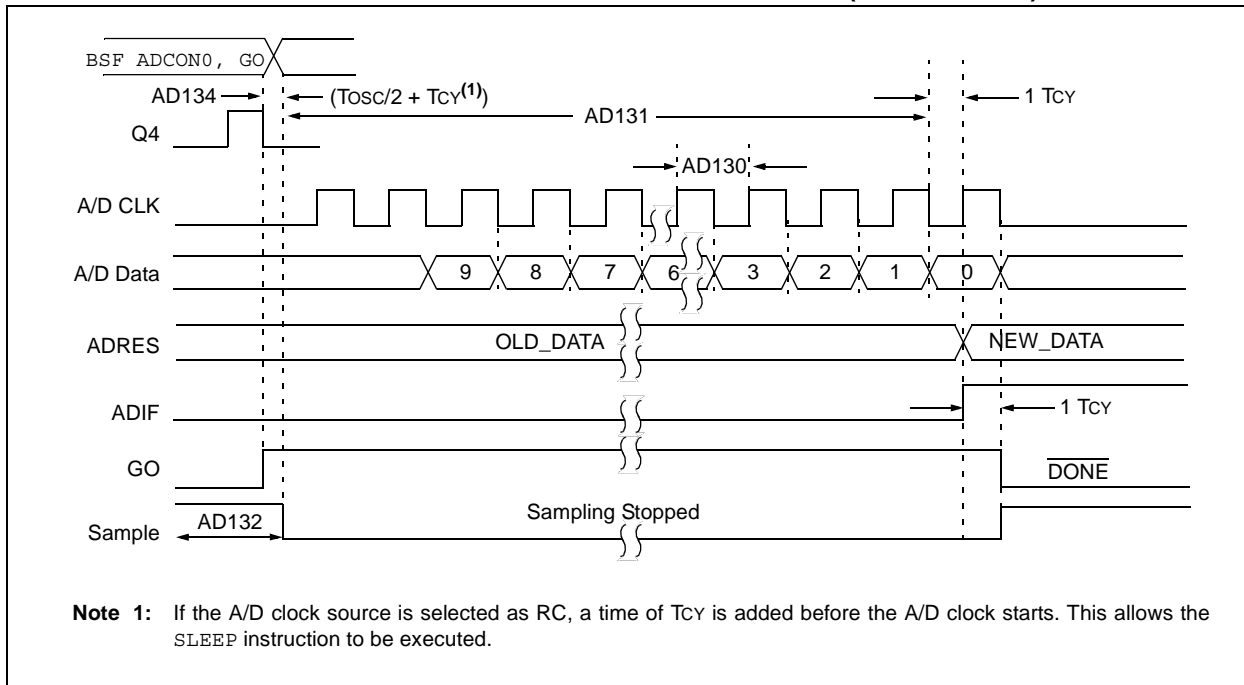 BSF ADCON0, GO
AD134
(TOSC/2 + TCY(1))
1 TCY
AD131
Q4
AD130
A/D CLK
A/D Data
9 8 7 6 3 2 1 0
ADRES
OLD_DATA
NEW_DATA
ADIF
1 TCY
GO
DONE
Sample
AD132
Sampling Stopped
Note 1: If the A/D clock source is selected as RC, a time of TCY is added before the A/D clock starts. This allows the
SLEEP instruction to be executed.